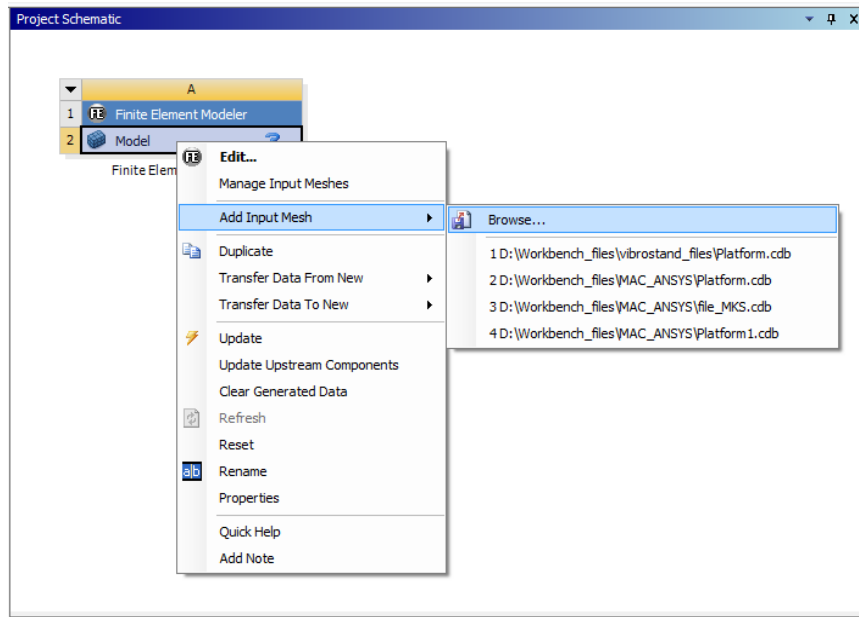 Project Schematic
A
1 Finite Element Modeler
2 Model
Finite Elem
Edit...
Manage Input Meshes
Add Input Mesh
Duplicate
Transfer Data From New
Transfer Data To New
Update
Update Upstream Components
Clear Generated Data
Refresh
Reset
a|b Rename
Properties
Quick Help
Add Note
Browse...
1 D:\Workbench_files\vibrostand_files\Platform.cdb
2 D:\Workbench_files\MAC_ANSYS\Platform.cdb
3 D:\Workbench_files\MAC_ANSYS\file_MKS.cdb
4 D:\Workbench_files\MAC_ANSYS\Platform1.cdb